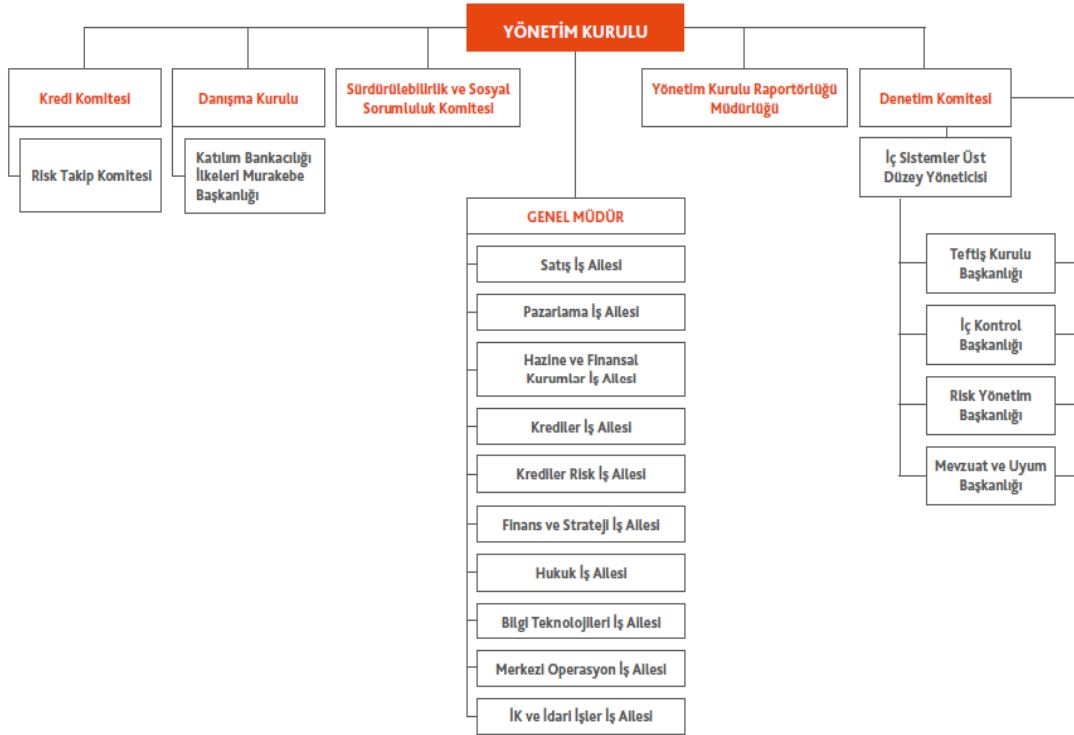 YÖNETİM KURULU
Kredi Komitesi
Danışma Kurulu
Sürdürülebilirlik ve Sosyal
Sorumluluk Komitesi
Yönetim Kurulu Raportörlüğü
Müdürlüğü
Denetim Komitesi
Risk Takip Komitesi
Katılım Bankacılığı
İlkeleri Murakebe
Başkanlığı
İç Sistemler Üst
Düzey Yöneticisi
GENEL MÜDÜR
Satış İş Ailesi
Pazarlama İş Ailesi
Hazine ve Finansal
Kurumlar İş Ailesi
Krediler İş Ailesi
Krediler Risk İş Ailesi
Finans ve Strateji İş Ailesi
Hukuk İş Ailesi
Bilgi Teknolojileri İş Ailesi
Merkezi Operasyon İş Ailesi
İK ve İdari İşler İş Ailesi
Teftiş Kurulu
Başkanlığı
İç Kontrol
Başkanlığı
Risk Yönetim
Başkanlığı
Mevzuat ve Uyum
Başkanlığı